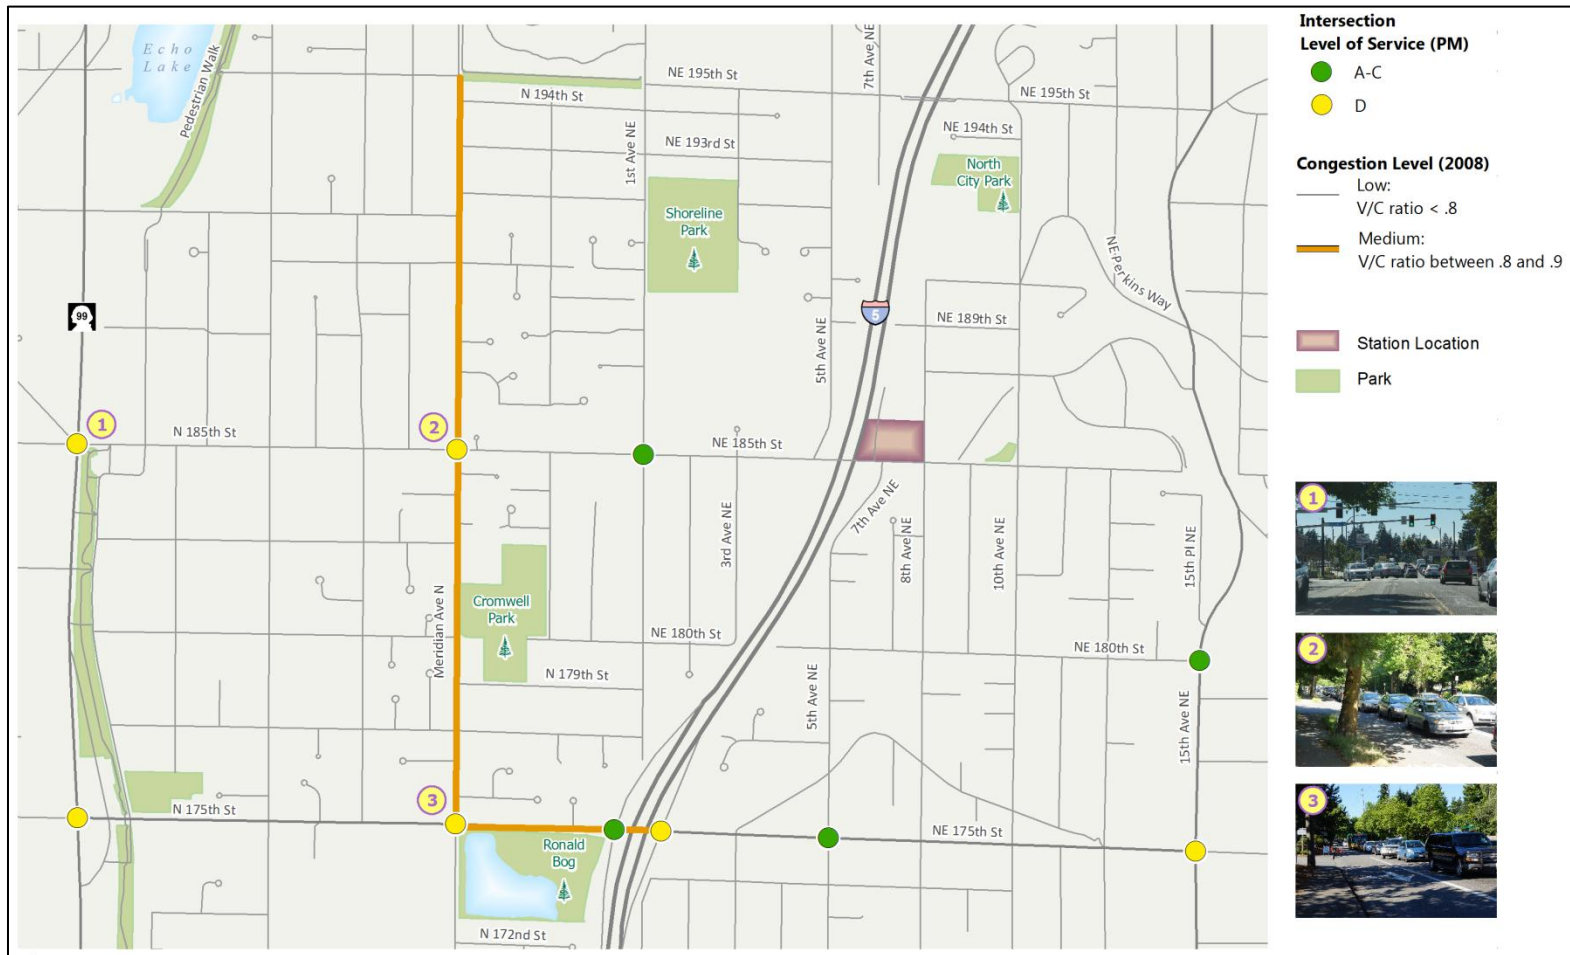 Echo
Lake
Pedestrian Walk
N 194th St
NE 195th St
7th Ave NE
NE 195th St
NE 194th St
NE 193rd St
1st Ave NE
North
City Park
Shoreline
Park
NE Perkins Way
99
5
NE 189th St
5th Ave NE
1
2
N 185th St
NE 185th St
7th Ave NE
3rd Ave NE
8th Ave NE
10th Ave NE
15th Pl NE
Meridian Ave N
Cromwell
Park
NE 180th St
NE 180th St
N 179th St
5th Ave NE
15th Ave NE
3
N 175th St
NE 175th St
Ronald
Bog
N 172nd St
Intersection
Level of Service (PM)
A-C
D
Congestion Level (2008)
Low:
V/C ratio < .8
Medium:
V/C ratio between .8 and .9
Station Location
Park
1
2
3